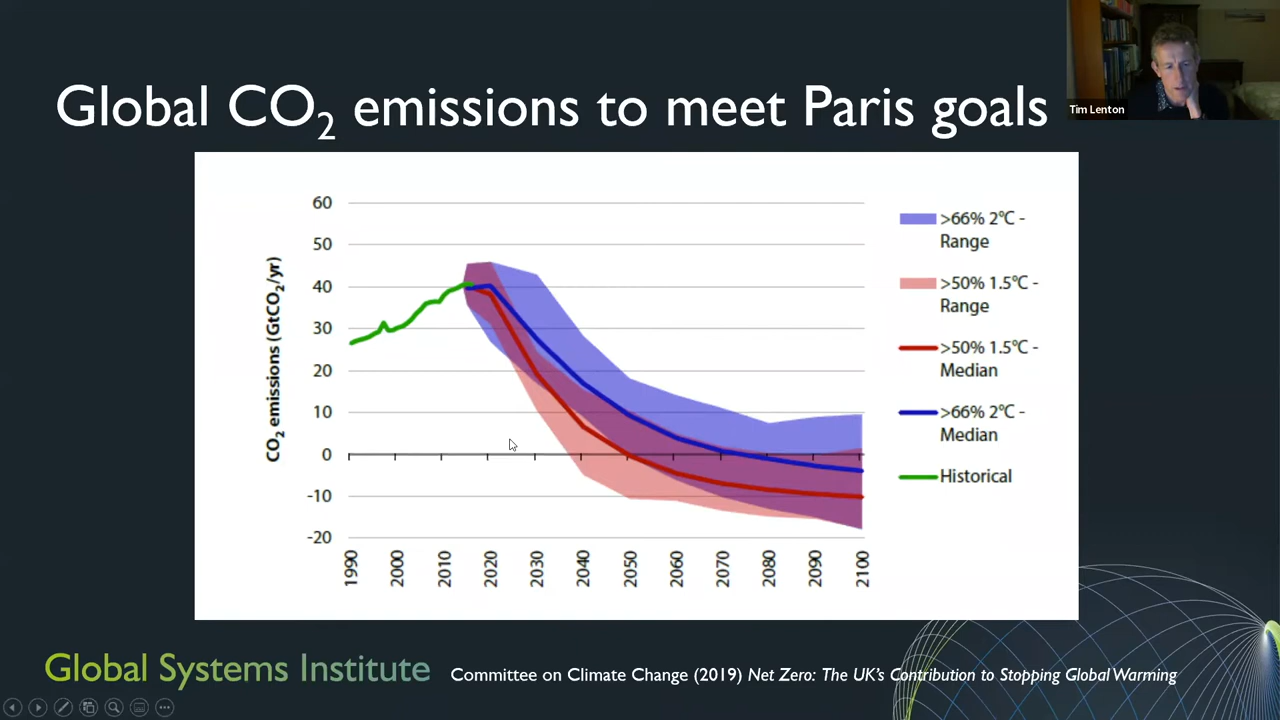 Global CO₂ emissions to meet Paris goals
Tim Lenton
CO₂ emissions (GtCO₂/yr)
60
50
40
30
20
10
0
-10
-20
1990
2000
2010
2020
2030
2040
2050
2060
2070
2080
2090
2100
>66% 2°C -
Range
>50% 1.5°C -
Range
>50% 1.5°C -
Median
>66% 2°C -
Median
Historical
Global Systems Institute
Committee on Climate Change (2019) Net Zero: The UK's Contribution to Stopping Global Warming